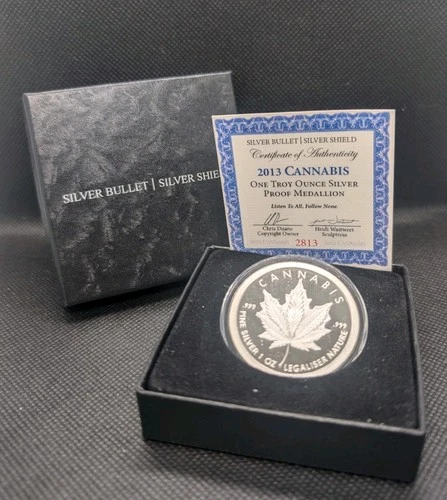 SILVER BULLET | SILVER SHIE
SILVER BULLET | SILVER SHIELD
Certificate of Authenticity
2013 CANNABIS
ONE TROY OUNCE SILVER
PROOF MEDALLION
Listen To All, Follow None.
Chris Duane
Copyright Owner
Heidi Wastweet
Sculptress
2813
CANNABIS
.999 .999
FINE SILVER 1 OZ • LEGALISER NATURE